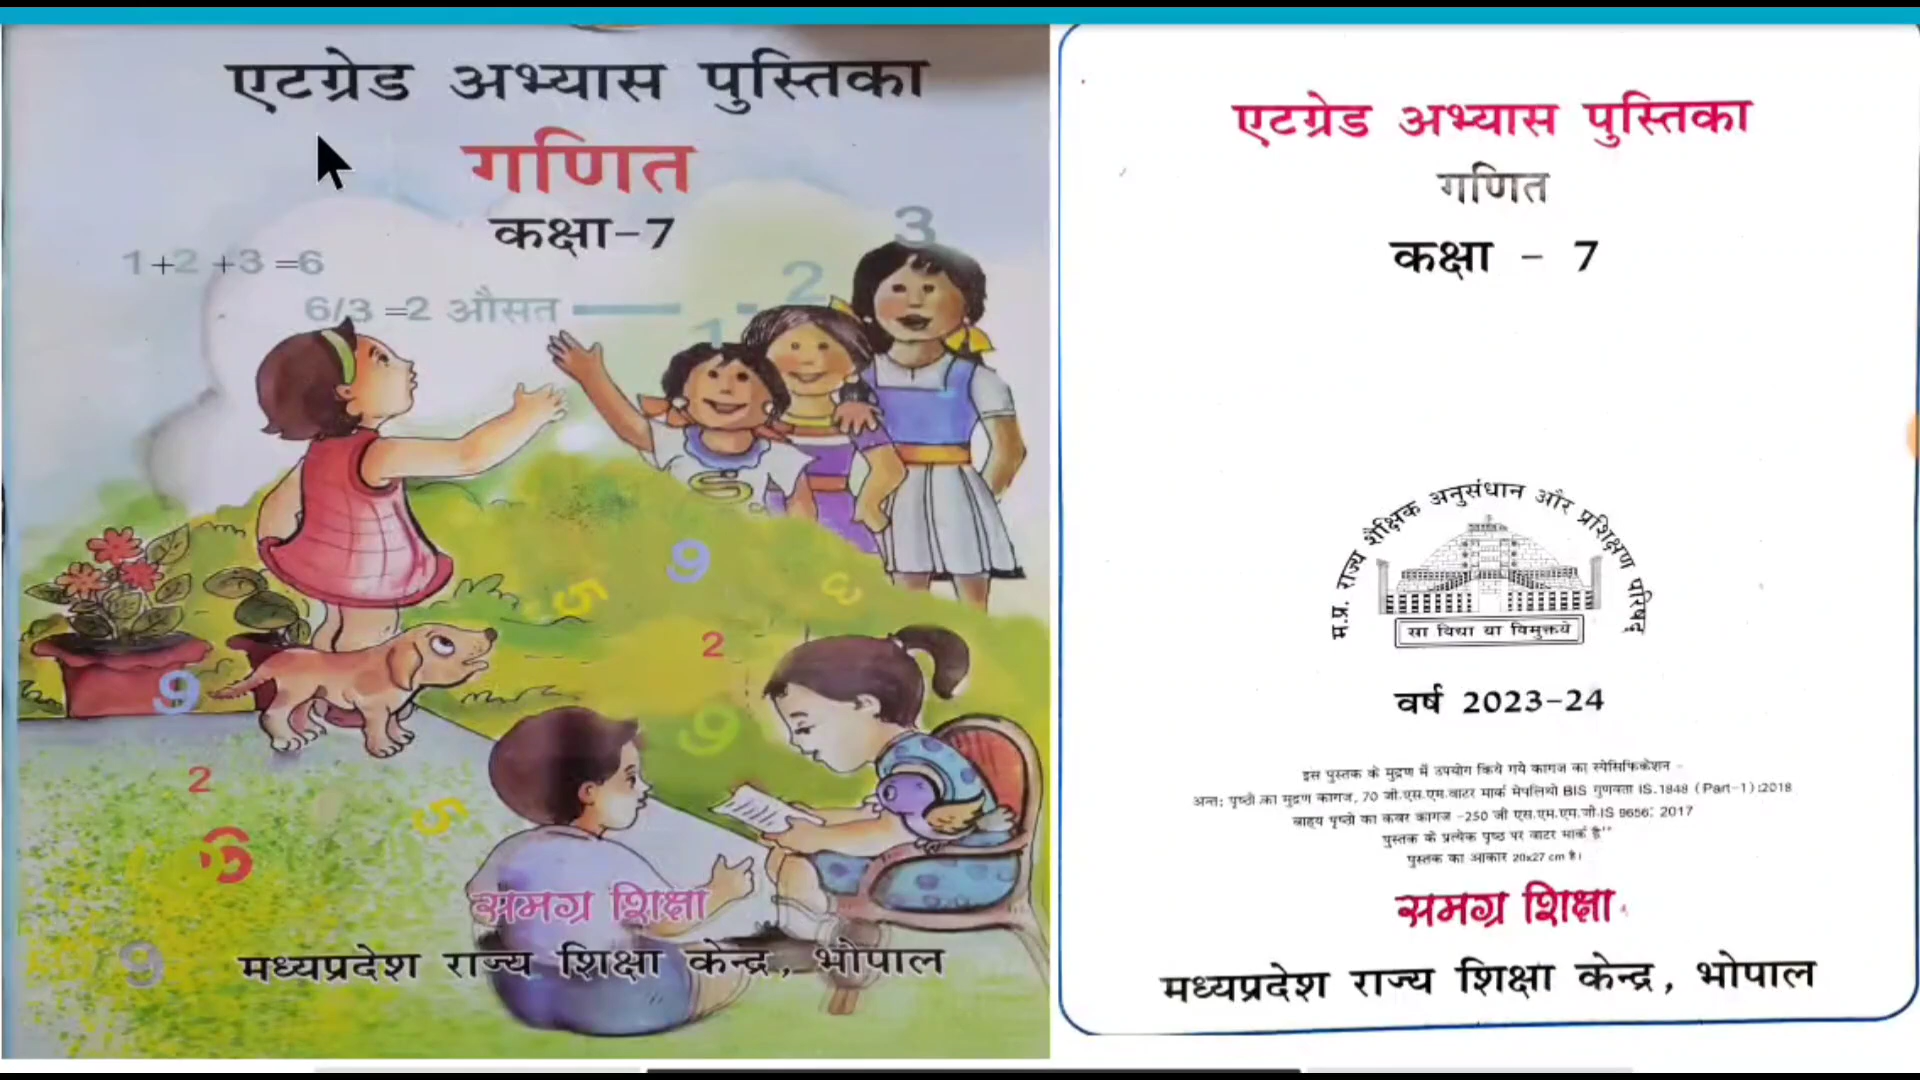 एटग्रेड अभ्यास पुस्तिका
गणित
कक्षा-7
1+2 +3 =6
6/3 =2 औसत
1 - 2
3
9
5
3
2
9
9
2
5
3
9
समग्र शिक्षा
मध्यप्रदेश राज्य शिक्षा केन्द्र, भोपाल
एटग्रेड अभ्यास पुस्तिका
गणित
कक्षा - 7
म.प्र. राज्य शैक्षिक अनुसंधान और प्रशिक्षण परिषद्
सा विद्या या विमुक्तये
वर्ष 2023-24
इस पुस्तक के मुद्रण में उपयोग किये गये कागज का स्पेसिफिकेशन -
अन्त: पृष्ठों का मुद्रण कागज, 70 जी.एस.एम.वाटर मार्क मेपलिथो BIS गुणवता IS.1848 (Part-1):2018
बाह्य पृष्ठों का कवर कागज -250 जी एस.एम.एम.जी.IS 9656: 2017
पुस्तक के प्रत्येक पृष्ठ पर वाटर मार्क है"
पुस्तक का आकार 20x27 cm है।
समग्र शिक्षा
मध्यप्रदेश राज्य शिक्षा केन्द्र, भोपाल